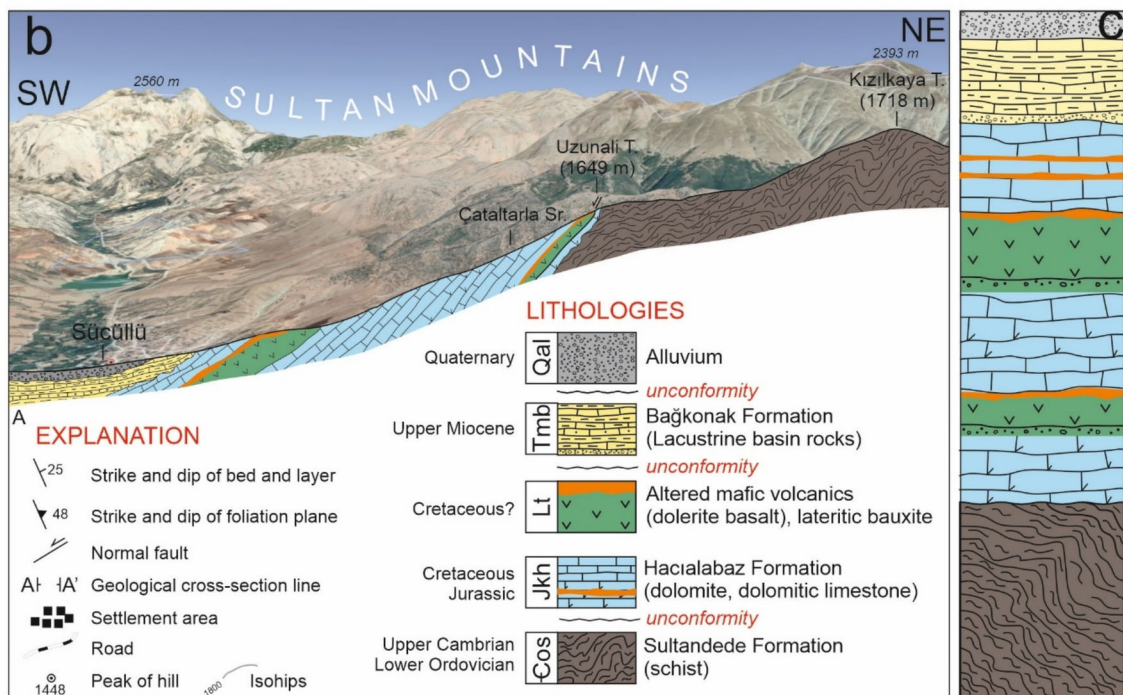 b
SW
NE
C
2560 m
SULTAN MOUNTAINS
2393 m
Kızılkaya T.
(1718 m)
Uzunali T.
(1649 m)
Çataltarla Sr.
Sücüllü
A
EXPLANATION
25
Strike and dip of bed and layer
48
Strike and dip of foliation plane
Normal fault
A A' Geological cross-section line
Settlement area
Road
1448 Peak of hill
1800 Isohips
LITHOLOGIES
Quaternary Qal Alluvium
unconformity
Upper Miocene Tmb Bağkonak Formation
(Lacustrine basin rocks)
unconformity
Cretaceous? Lt Altered mafic volcanics
(dolerite basalt), lateritic bauxite
Cretaceous
Jurassic
Jkh
Hacıalabaz Formation
(dolomite, dolomitic limestone)
unconformity
Upper Cambrian
Lower Ordovician
Єos
Sultandede Formation
(schist)